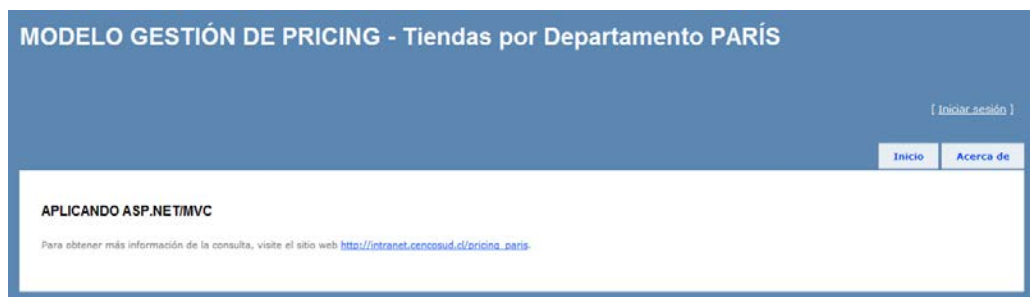 MODELO GESTIÓN DE PRICING - Tiendas por Departamento PARÍS
[ Iniciar sesión ]
Inicio Acerca de
APLICANDO ASP.NET/MVC
Para obtener más información de la consulta, visite el sitio web http://intranet.cencosud.cl/pricing_paris.